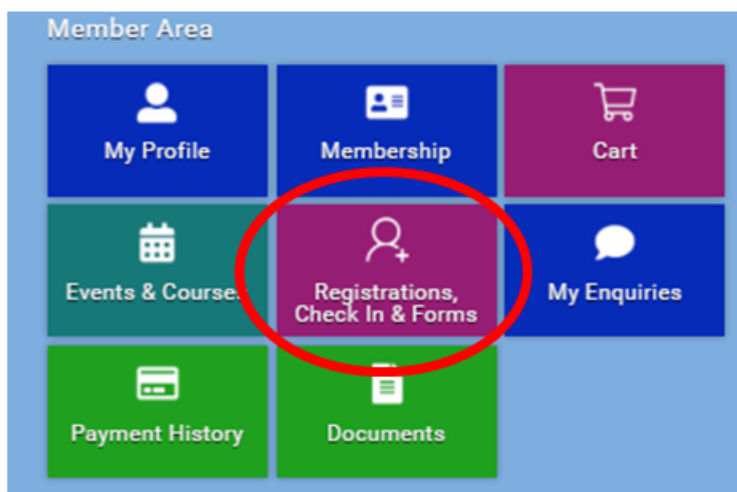 Member Area
My Profile
Membership
Cart
Events & Courses
Registrations,
Check In & Forms
My Enquiries
Payment History
Documents